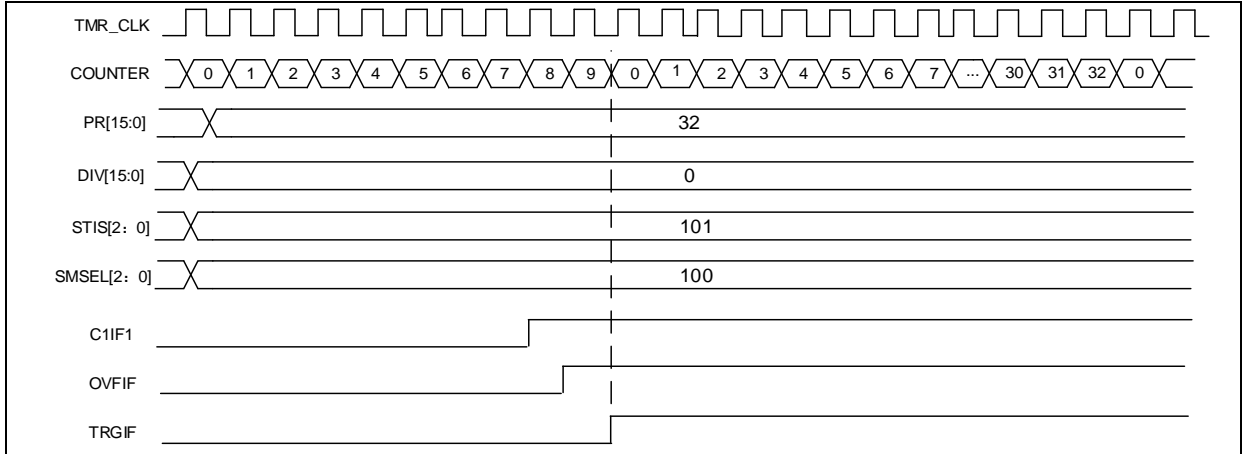 TMR_CLK
COUNTER 0 1 2 3 4 5 6 7 8 9 0 1 2 3 4 5 6 7 ... 30 31 32 0
PR[15:0] 32
DIV[15:0] 0
STIS[2：0] 101
SMSEL[2：0] 100
C1IF1
OVFIF
TRGIF